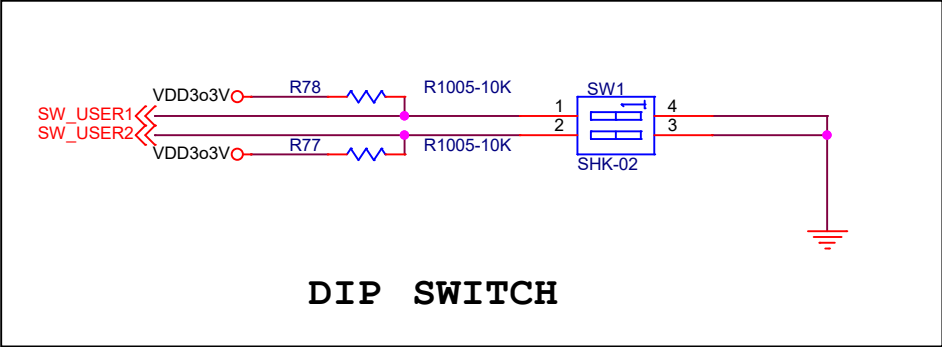 VDD3o3V R78 R1005-10K SW1
SW_USER1 1 4
SW_USER2 2 3
VDD3o3V R77 R1005-10K SHK-02
DIP SWITCH